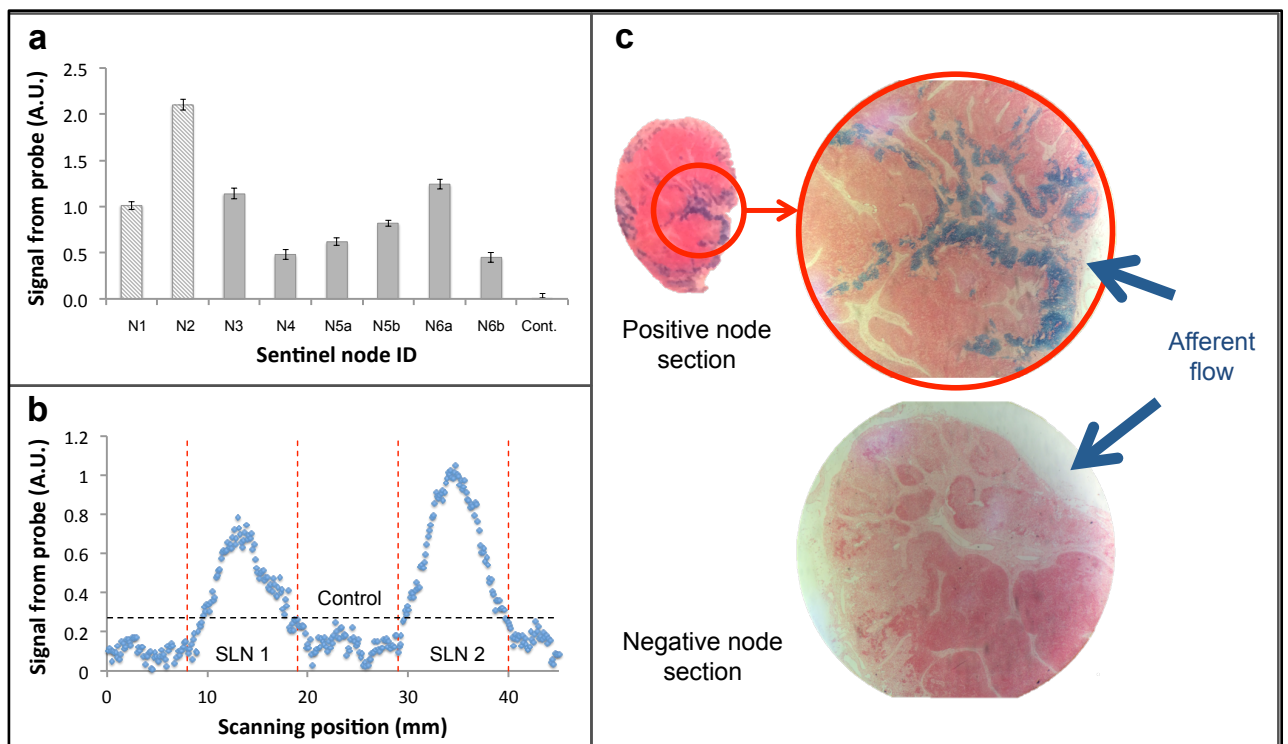 a
Signal from probe (A.U.)
2.5
2.0
1.5
1.0
0.5
0.0
N1 N2 N3 N4 N5a N5b N6a N6b Cont.
Sentinel node ID
b
Signal from probe (A.U.)
1.2
1
0.8
0.6
0.4
0.2
0
Control
SLN 1
SLN 2
0 10 20 30 40
Scanning position (mm)
c
Positive node
section
Afferent
flow
Negative node
section